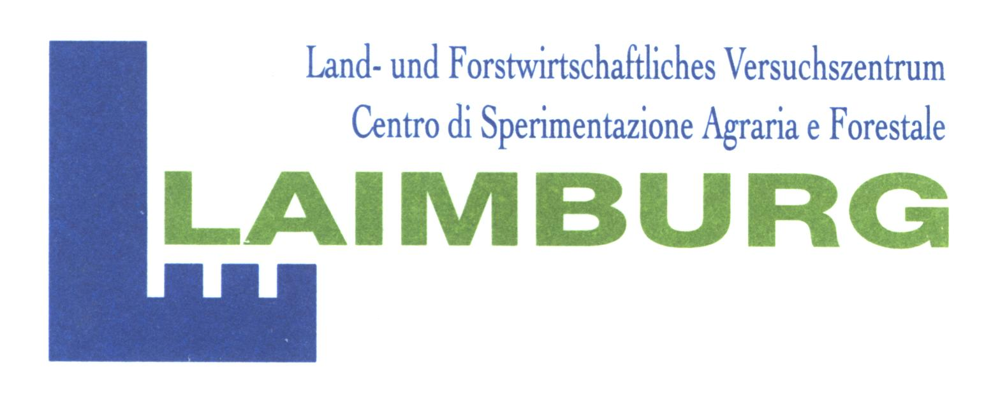 Land- und Forstwirtschaftliches Versuchszentrum
Centro di Sperimentazione Agraria e Forestale
LAIMBURG